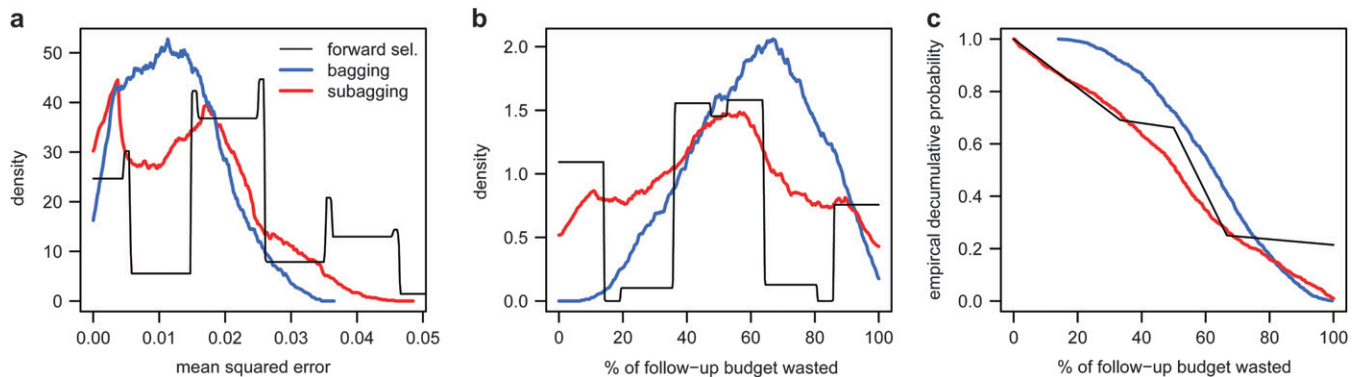 a
density
50
40
30
20
10
0
forward sel.
bagging
subagging
0.00 0.01 0.02 0.03 0.04 0.05
mean squared error
b
density
2.0
1.5
1.0
0.5
0.0
0 20 40 60 80 100
% of follow-up budget wasted
c
empircal decumulative probability
1.0
0.8
0.6
0.4
0.2
0.0
0 20 40 60 80 100
% of follow-up budget wasted